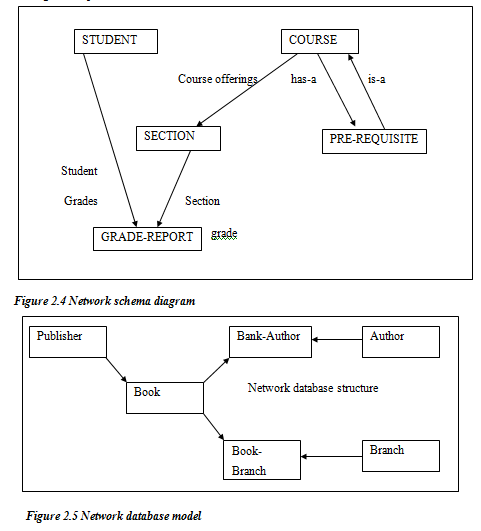 STUDENT
COURSE
Course offerings
has-a
is-a
SECTION
PRE-REQUISITE
Student
Grades
Section
GRADE-REPORT
grade
Figure 2.4 Network schema diagram
Publisher
Bank-Author
Author
Book
Network database structure
Book-
Branch
Branch
Figure 2.5 Network database model